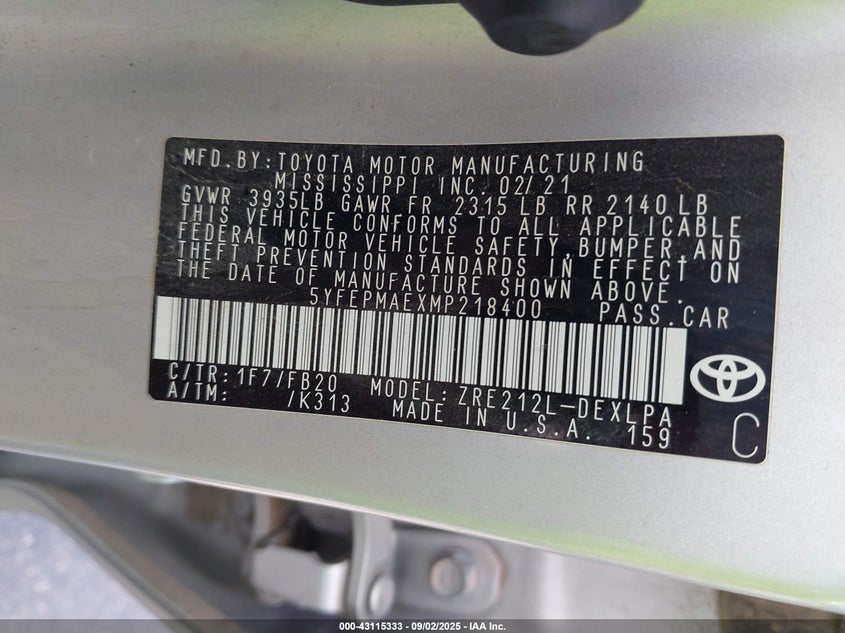 MFD.BY:TOYOTA MOTOR MANUFACTURING
MISSISSIPPI INC. 02/21
GVWR 3935LB GAWR FR 2315 LB RR 2140 LB
THIS VEHICLE CONFORMS TO ALL APPLICABLE
FEDERAL MOTOR VEHICLE SAFETY, BUMPER, AND
THEFT PREVENTION STANDARDS IN EFFECT ON
THE DATE OF MANUFACTURE SHOWN ABOVE.
5YFEPMAEXMP218400 PASS.CAR
C/TR: 1F7/FB20 MODEL: ZRE212L-DEXLPA
A/TM: /K313 MADE IN U.S.A. 159
C
000-43115333 - 09/02/2025 - IAA Inc.